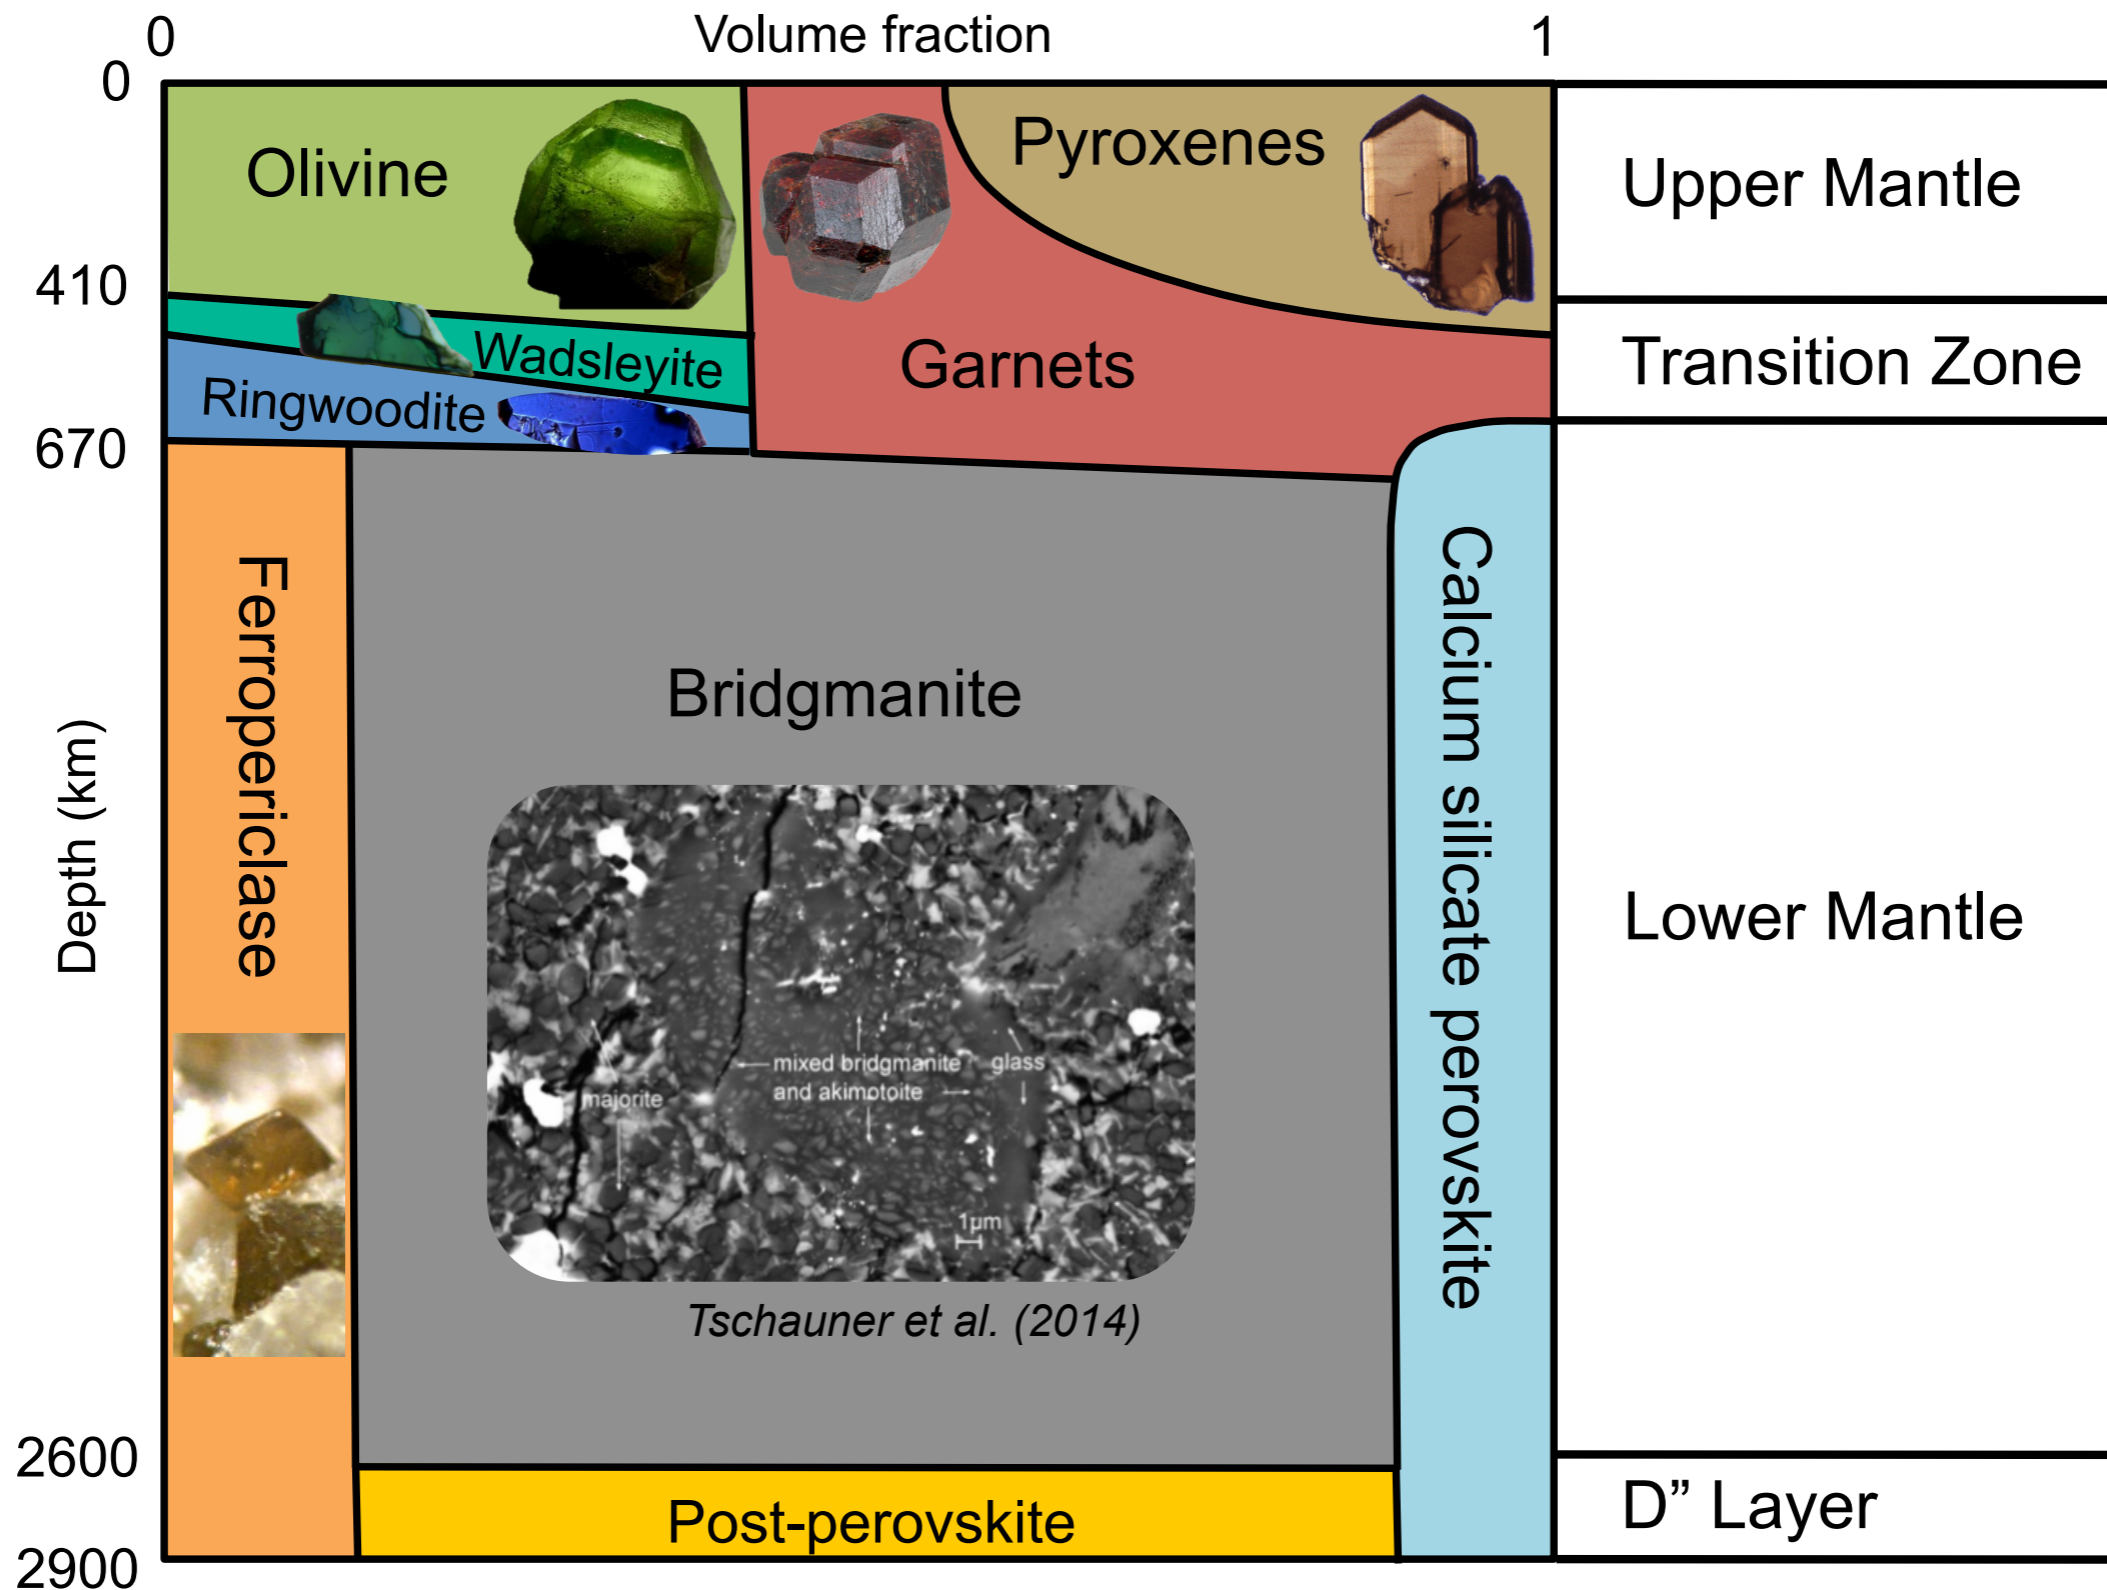 0
Volume fraction
1
0
Olivine
Pyroxenes
Upper Mantle
410
Wadsleyite
Garnets
Transition Zone
Ringwoodite
670
Ferropericlase
Bridgmanite
Calcium silicate perovskite
Depth (km)
Lower Mantle
mixed bridgmanite
and akimotoite
glass
majorite
1µm
Tschauner et al. (2014)
2600
Post-perovskite
D” Layer
2900